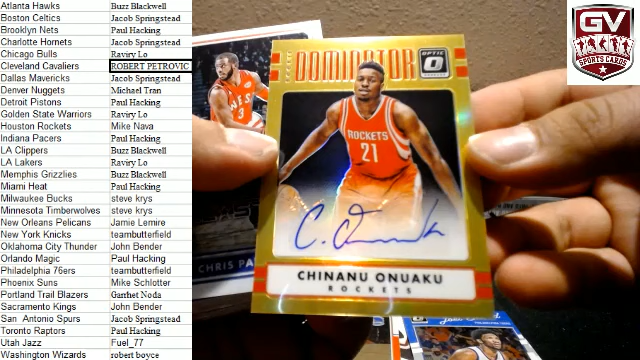 Atlanta Hawks Buzz Blackwell
Boston Celtics Jacob Springstead
Brooklyn Nets Paul Hacking
Charlotte Hornets Jacob Springstead
Chicago Bulls Raviry Lo
Cleveland Cavaliers ROBERT PETROVIC
Dallas Mavericks Jacob Springstead
Denver Nuggets Michael Tran
Detroit Pistons Paul Hacking
Golden State Warriors Raviry Lo
Houston Rockets Mike Nava
Indiana Pacers Paul Hacking
LA Clippers Buzz Blackwell
LA Lakers Raviry Lo
Memphis Grizzlies Buzz Blackwell
Miami Heat Paul Hacking
Milwaukee Bucks steve krys
Minnesota Timberwolves steve krys
New Orleans Pelicans Jamie Lemire
New York Knicks teambutterfield
Oklahoma City Thunder John Bender
Orlando Magic Paul Hacking
Philadelphia 76ers teambutterfield
Phoenix Suns Mike Schlotter
Portland Trail Blazers Garrhet Noda
Sacramento Kings John Bender
San Antonio Spurs Jacob Springstead
Toronto Raptors Paul Hacking
Utah Jazz Fuel_77
Washington Wizards robert boyce
DOMINATOR
OPTIC
ROCKETS
21
C. Onuaku
CHINANU ONUAKU
ROCKETS
3
CHRIS PA
GV
SPORTS CARDS